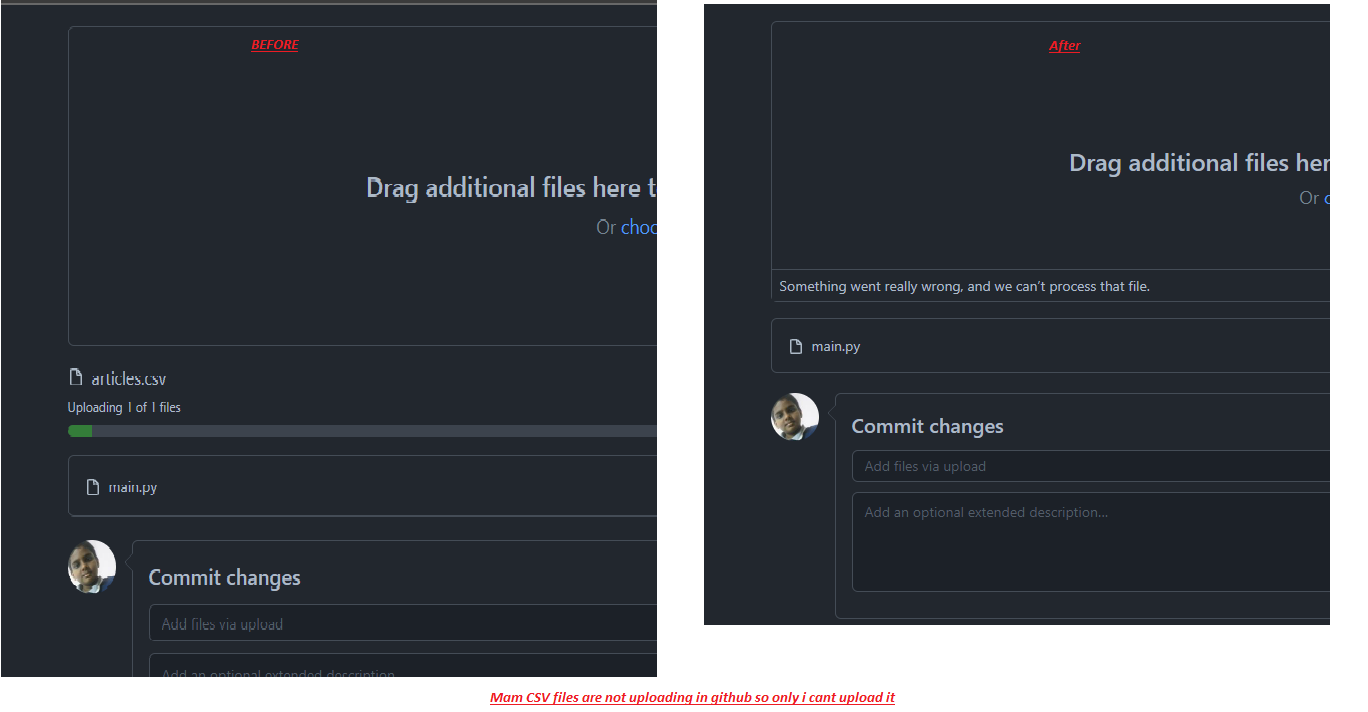 BEFORE
Drag additional files here t
Or choo
articles.csv
Uploading 1 of 1 files
main.py
Commit changes
Add files via upload
Add an optional extended description...
After
Drag additional files her
Or c
Something went really wrong, and we can't process that file.
main.py
Commit changes
Add files via upload
Add an optional extended description...
Mam CSV files are not uploading in github so only i cant upload it